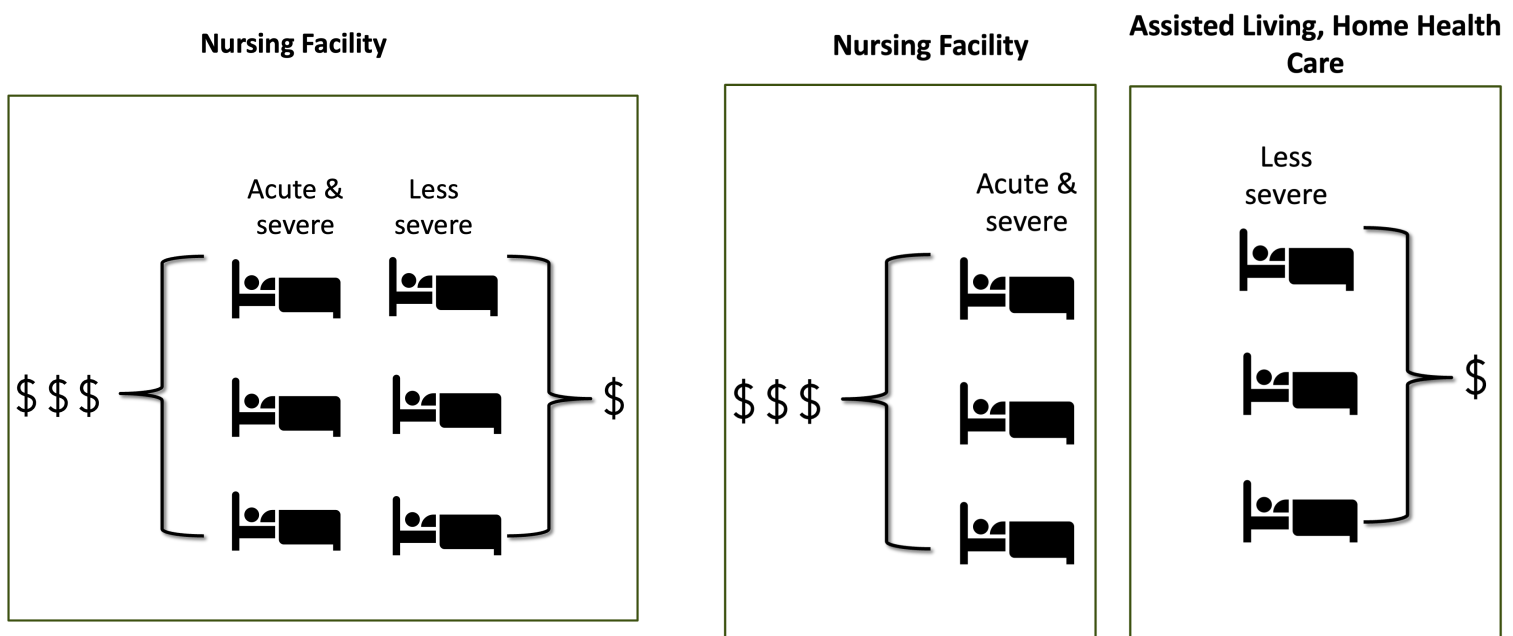 Nursing Facility
Acute &
severe
Less
severe
$ $ $
$
Nursing Facility
Acute &
severe
$ $ $
Assisted Living, Home Health
Care
Less
severe
$